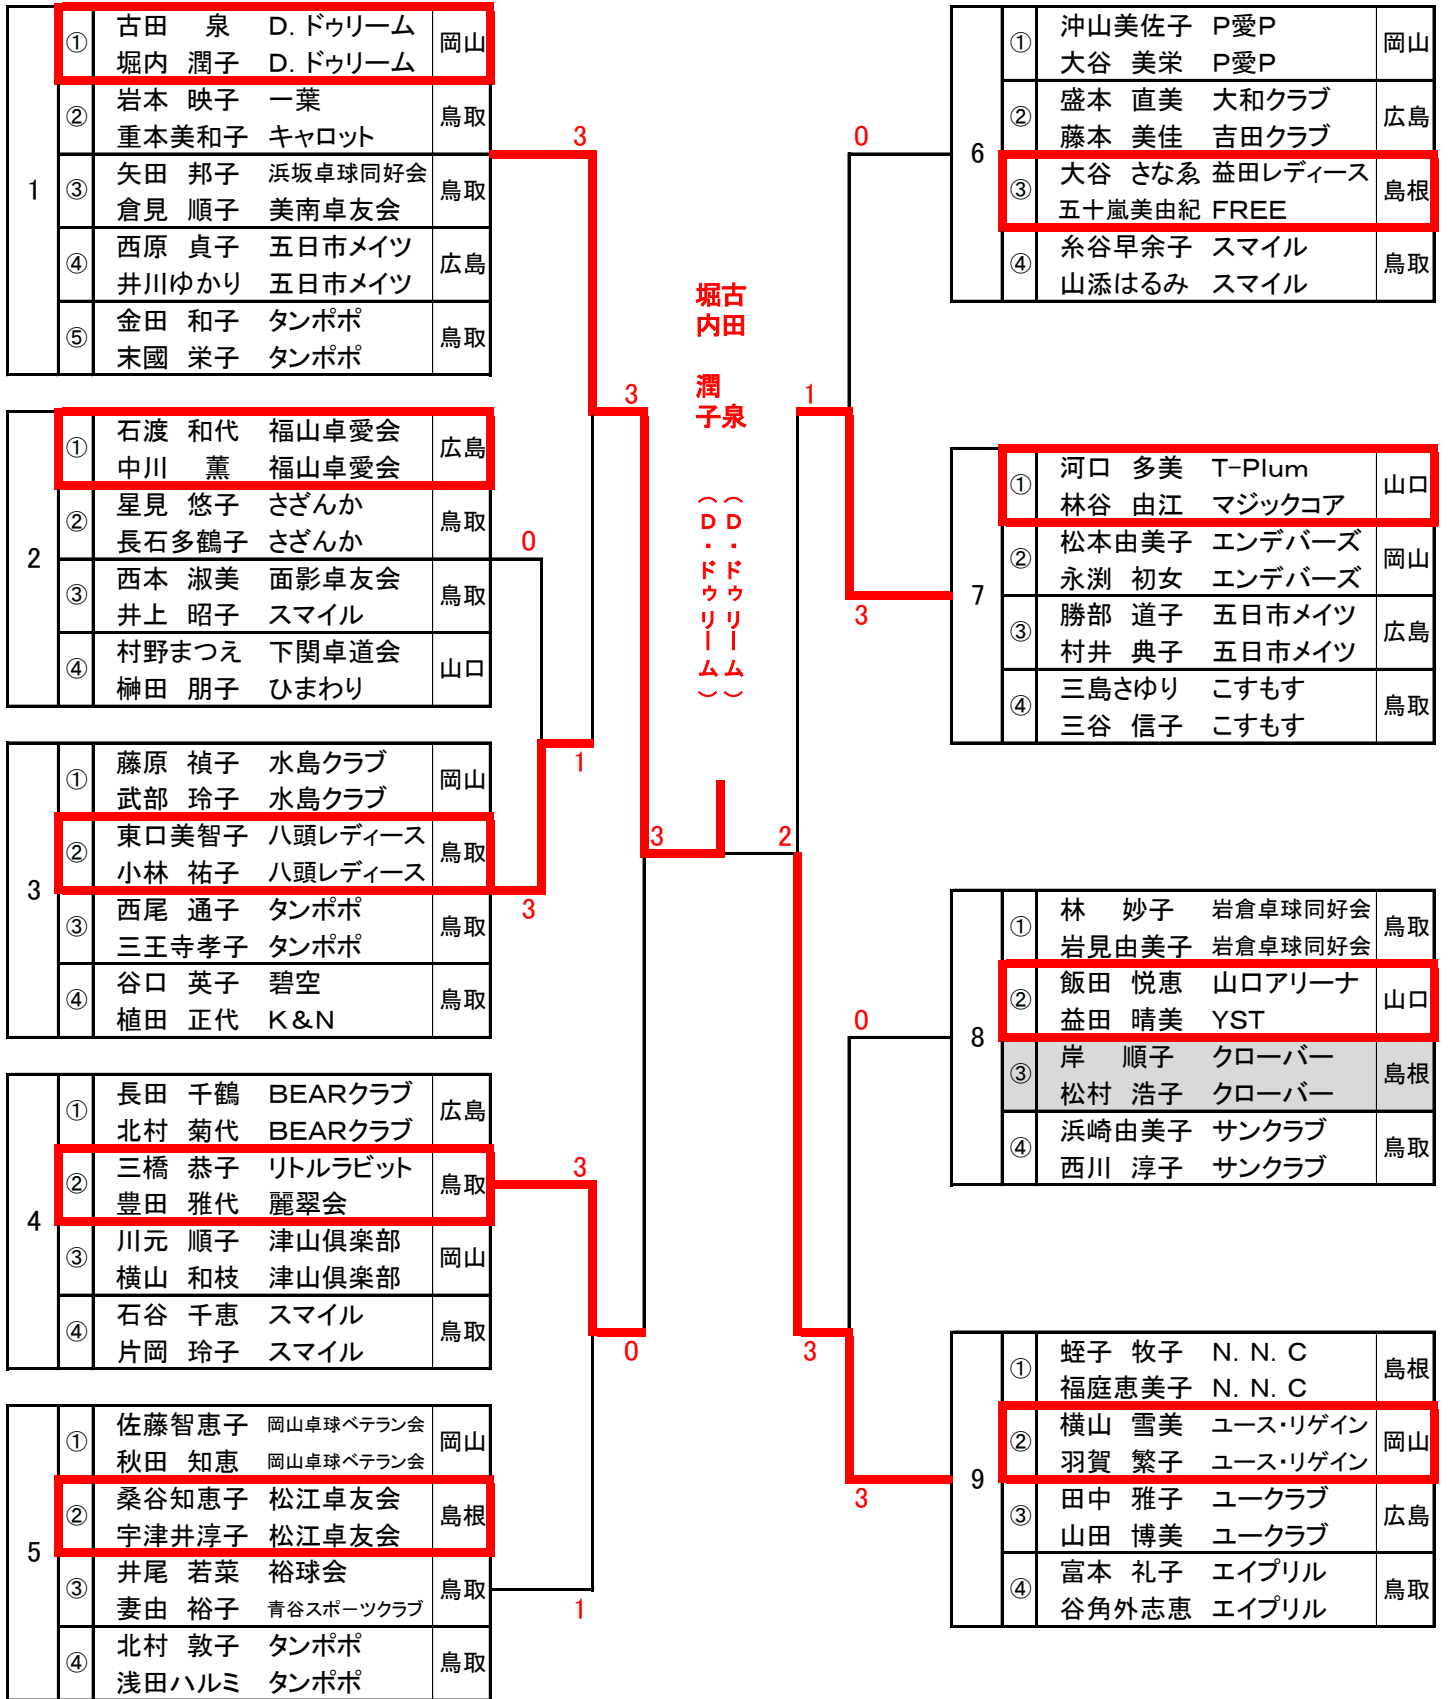 1
① 古田 泉 D.ドゥリーム 岡山
堀内 潤子 D.ドゥリーム
② 岩本 映子 一葉 鳥取
重本美和子 キャロット
③ 矢田 邦子 浜坂卓球同好会 鳥取
倉見 順子 美南卓友会
④ 西原 貞子 五日市メイツ 広島
井川ゆかり 五日市メイツ
⑤ 金田 和子 タンポポ 鳥取
末國 栄子 タンポポ
2
① 石渡 和代 福山卓愛会 広島
中川 薫 福山卓愛会
② 星見 悠子 さざんか 鳥取
長石多鶴子 さざんか
③ 西本 淑美 面影卓友会 鳥取
井上 昭子 スマイル
④ 村野まつえ 下関卓道会 山口
榊田 朋子 ひまわり
3
① 藤原 禎子 水島クラブ 岡山
武部 玲子 水島クラブ
② 東口美智子 八頭レディース 鳥取
小林 祐子 八頭レディース
③ 西尾 通子 タンポポ 鳥取
三王寺孝子 タンポポ
④ 谷口 英子 碧空 鳥取
植田 正代 K&N
4
① 長田 千鶴 BEARクラブ 広島
北村 菊代 BEARクラブ
② 三橋 恭子 リトルラビット 鳥取
豊田 雅代 麗翠会
③ 川元 順子 津山倶楽部 岡山
横山 和枝 津山倶楽部
④ 石谷 千恵 スマイル 鳥取
片岡 玲子 スマイル
5
① 佐藤智恵子 岡山卓球ベテラン会 岡山
秋田 知恵 岡山卓球ベテラン会
② 桑谷知恵子 松江卓友会 島根
宇津井淳子 松江卓友会
③ 井尾 若菜 裕球会 鳥取
妻由 裕子 青谷スポーツクラブ
④ 北村 敦子 タンポポ 鳥取
浅田ハルミ タンポポ
3
0
3
3
1
3
1
3
0
古田 泉 (D.ドゥリーム)
堀内 潤子 (D.ドゥリーム)
3
2
1
3
0
3
0
3
6
① 沖山美佐子 P愛P 岡山
大谷 美栄 P愛P
② 盛本 直美 大和クラブ 広島
藤本 美佳 吉田クラブ
③ 大谷 さなゑ 益田レディース 島根
五十嵐美由紀 FREE
④ 糸谷早余子 スマイル 鳥取
山添はるみ スマイル
7
① 河口 多美 T-Plum 山口
林谷 由江 マジックコア
② 松本由美子 エンデバーズ 岡山
永渕 初女 エンデバーズ
③ 勝部 道子 五日市メイツ 広島
村井 典子 五日市メイツ
④ 三島さゆり こすもす 鳥取
三谷 信子 こすもす
8
① 林 妙子 岩倉卓球同好会 鳥取
岩見由美子 岩倉卓球同好会
② 飯田 悦恵 山口アリーナ 山口
益田 晴美 YST
③ 岸 順子 クローバー 島根
松村 浩子 クローバー
④ 浜崎由美子 サンクラブ 鳥取
西川 淳子 サンクラブ
9
① 蛭子 牧子 N.N.C 島根
福庭恵美子 N.N.C
② 横山 雪美 ユース・リゲイン 岡山
羽賀 繁子 ユース・リゲイン
③ 田中 雅子 ユークラブ 広島
山田 博美 ユークラブ
④ 富本 礼子 エイプリル 鳥取
谷角外志恵 エイプリル